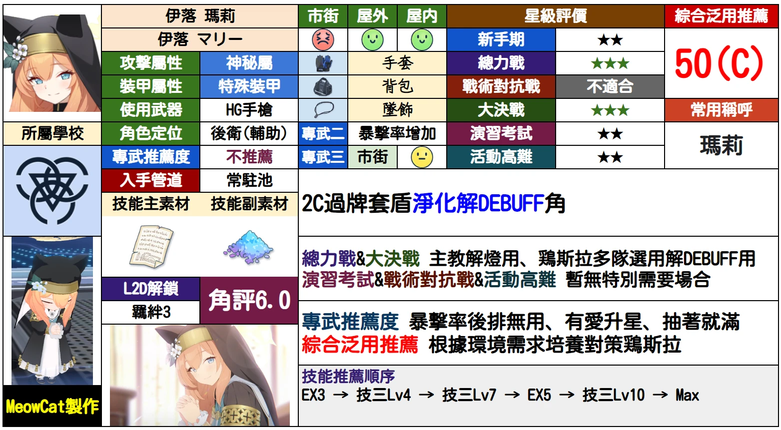 伊落 瑪莉
伊落 マリー
攻擊屬性 神秘屬
裝甲屬性 特殊裝甲
使用武器 HG手槍
所屬學校
角色定位 後衛(輔助)
專武推薦度 不推薦
入手管道 常駐池
技能主素材 技能副素材
L2D解鎖
羈絆3
角評6.0
MeowCat製作
市街 屋外 屋內
手套
背包
墜飾
專武二 暴擊率增加
專武三 市街
星級評價
新手期 ★★
總力戰 ★★★
戰術對抗戰 不適合
大決戰 ★★★
演習考試 ★★
活動高難 ★★
綜合泛用推薦
50(C)
常用稱呼
瑪莉
2C過牌套盾淨化解DEBUFF角
總力戰&大決戰 主教解燈用、鶏斯拉多隊選用解DEBUFF用
演習考試&戰術對抗戰&活動高難 暫無特別需要場合
專武推薦度 暴擊率後排無用、有愛升星、抽著就滿
綜合泛用推薦 根據環境需求培養對策鶏斯拉
技能推薦順序
EX3 → 技三Lv4 → 技三Lv7 → EX5 → 技三Lv10 → Max